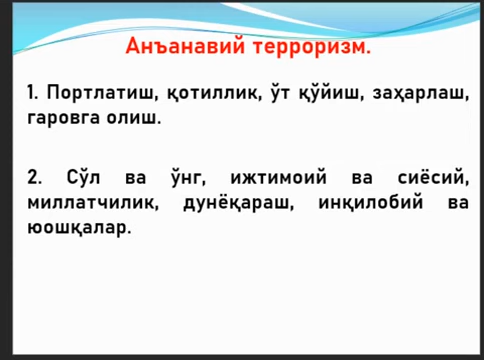 Анъанавий терроризм.
1. Портлатиш, қотиллик, ўт қўйиш, заҳарлаш,
гаровга олиш.
2. Сўл ва ўнг, ижтимоий ва сиёсий,
миллатчилик, дунёқараш, инқилобий ва
юошқалар.